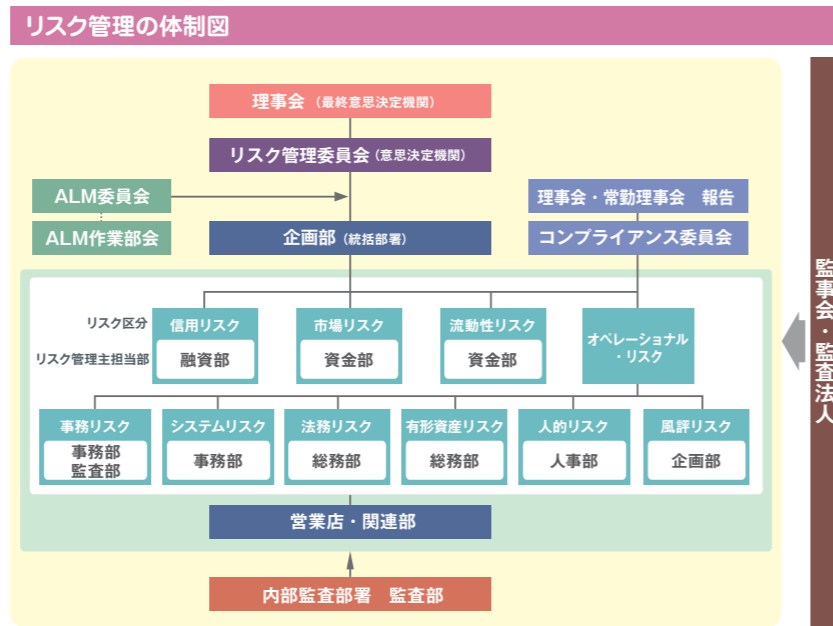 リスク管理の体制図
理事会（最終意思決定機関）
リスク管理委員会（意思決定機関）
ALM委員会
理事会・常勤理事会　報告
ALM作業部会
企画部（統括部署）
コンプライアンス委員会
リスク区分
信用リスク
市場リスク
流動性リスク
オペレーショナル
・リスク
リスク管理主担当部
融資部
資金部
資金部
事務リスク
システムリスク
法務リスク
有形資産リスク
人的リスク
風評リスク
事務部
監査部
事務部
総務部
総務部
人事部
企画部
営業店・関連部
内部監査部署　監査部
監事会・監査法人